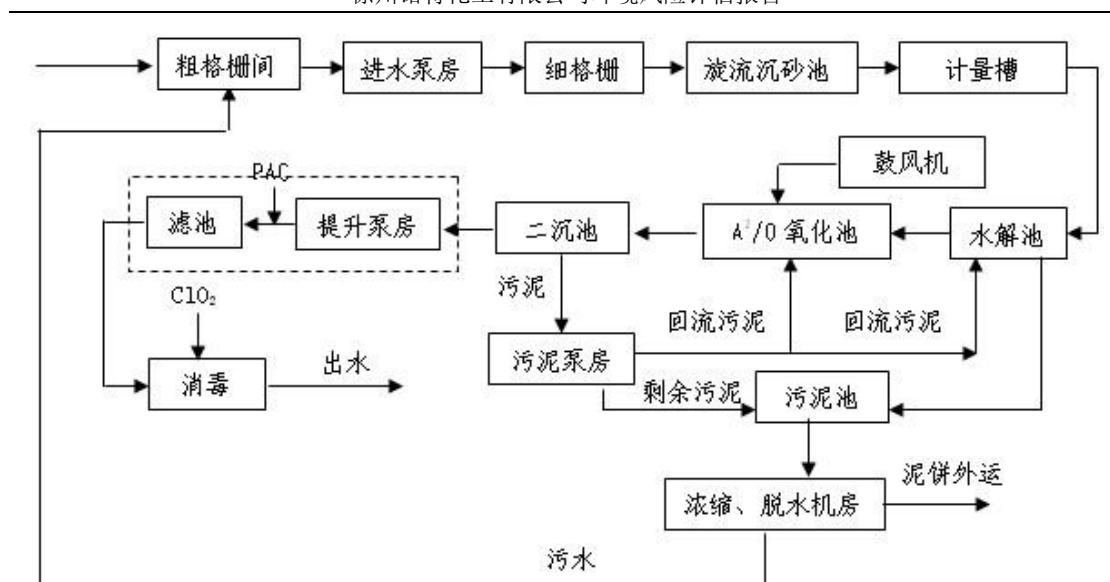 粗格栅间
进水泵房
细格栅
旋流沉砂池
计量槽
鼓风机
PAC
滤池
提升泵房
二沉池
A²/O 氧化池
水解池
ClO₂
污泥
回流污泥
回流污泥
污泥泵房
消毒
出水
剩余污泥
污泥池
泥饼外运
浓缩、脱水机房
污水